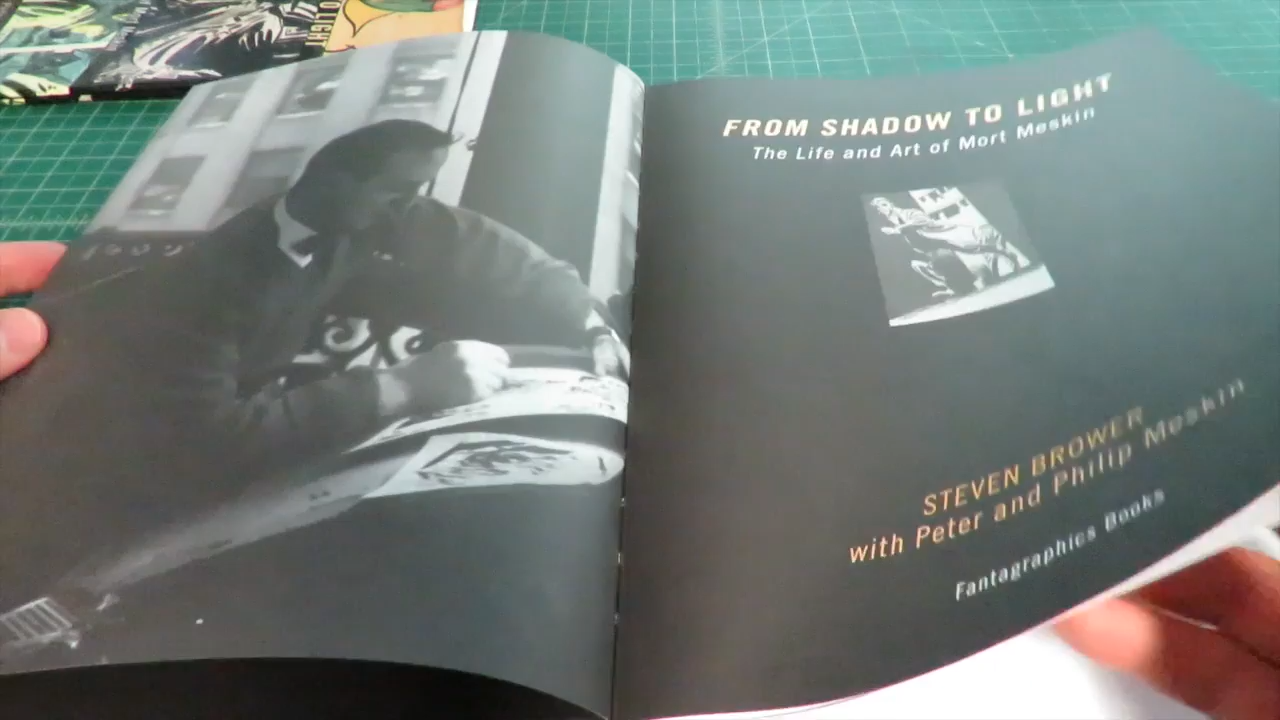 FROM SHADOW TO LIGHT
The Life and Art of Mort Meskin
STEVEN BROWER
with Peter and Philip Meskin
Fantagraphics Books